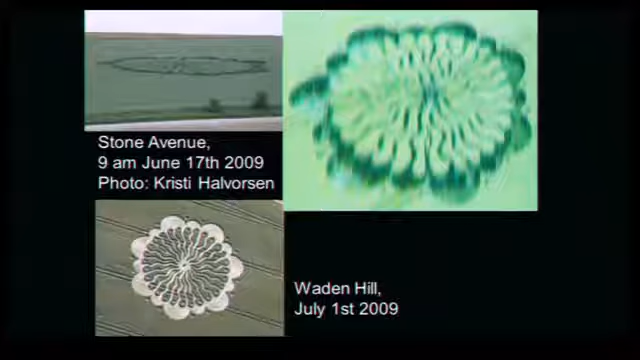 Stone Avenue,
9 am June 17th 2009
Photo: Kristi Halvorsen
Waden Hill,
July 1st 2009